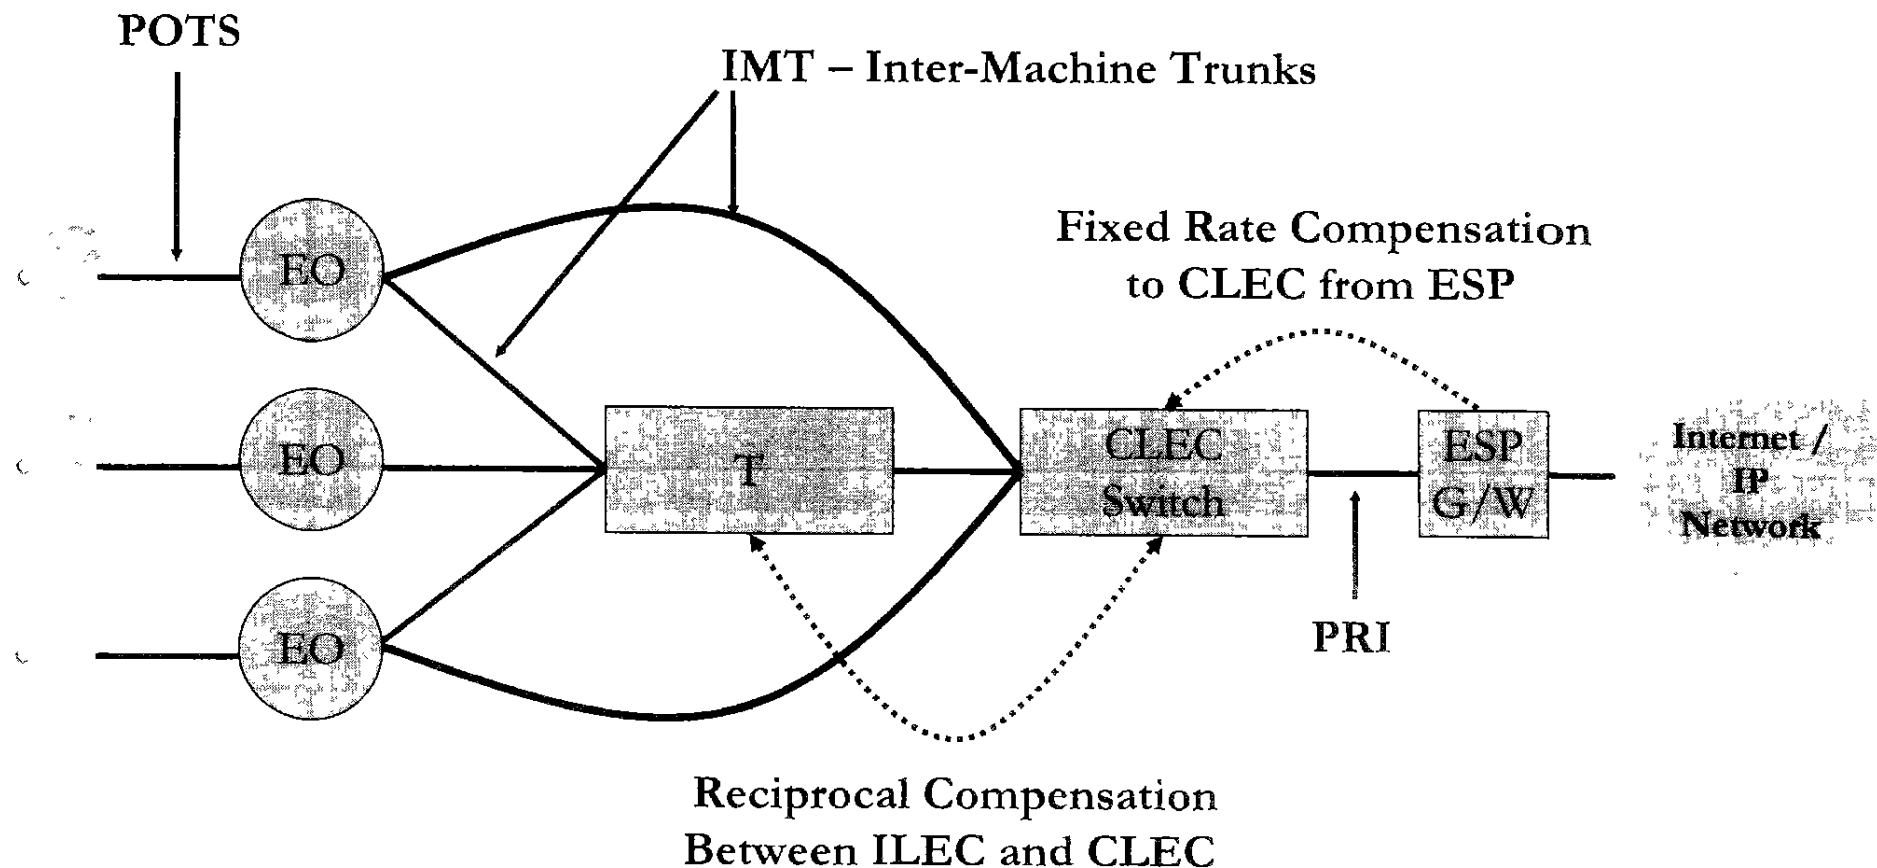 POTS
IMT – Inter-Machine Trunks
Fixed Rate Compensation
to CLEC from ESP
EO
EO
EO
T
CLEC
Switch
ESP
G/W
Internet /
IP
Network
PRI
Reciprocal Compensation
Between ILEC and CLEC